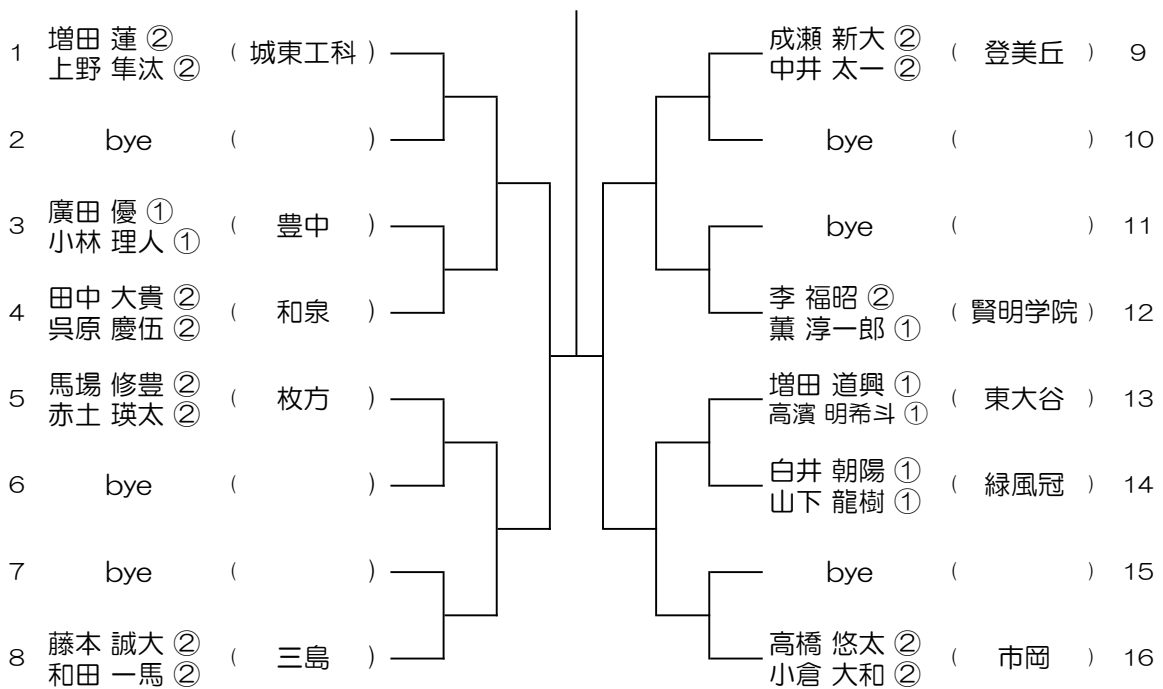 1 増田 蓮 ② 上野 隼汰 ② ( 城東工科 )
2 bye ( )
3 廣田 優 ① 小林 理人 ① ( 豊中 )
4 田中 大貴 ② 呉原 慶伍 ② ( 和泉 )
5 馬場 修豊 ② 赤土 瑛太 ② ( 枚方 )
6 bye ( )
7 bye ( )
8 藤本 誠大 ② 和田 一馬 ② ( 三島 )
成瀬 新大 ② 中井 太一 ② ( 登美丘 ) 9
bye ( ) 10
bye ( ) 11
李 福昭 ② 薫 淳一郎 ① ( 賢明学院 ) 12
増田 道興 ① 高濱 明希斗 ① ( 東大谷 ) 13
白井 朝陽 ① 山下 龍樹 ① ( 緑風冠 ) 14
bye ( ) 15
高橋 悠太 ② 小倉 大和 ② ( 市岡 ) 16